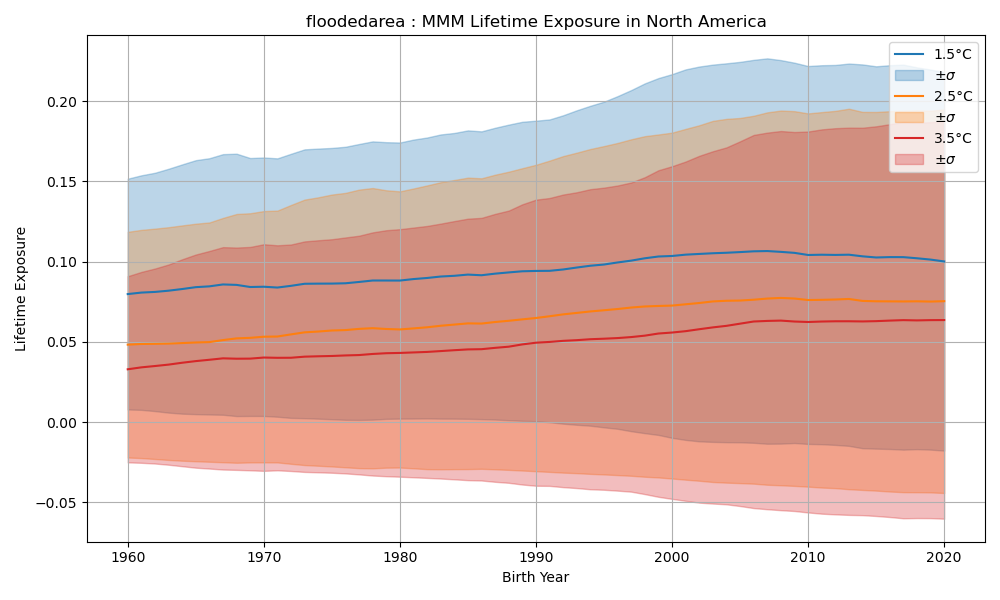 floodedarea : MMM Lifetime Exposure in North America
1.5°C
±σ
2.5°C
±σ
3.5°C
±σ
Lifetime Exposure
0.20
0.15
0.10
0.05
0.00
−0.05
1960 1970 1980 1990 2000 2010 2020
Birth Year